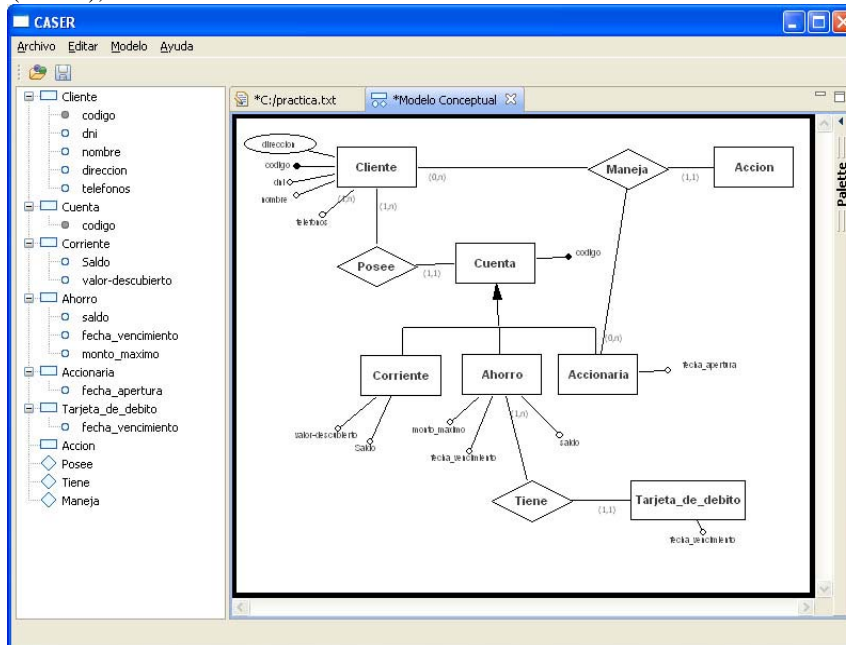 CASER
Archivo Editar Modelo Ayuda
Cliente
codigo
dni
nombre
direccion
telefonos
Cuenta
codigo
Corriente
Saldo
valor-descubierto
Ahorro
saldo
fecha_vencimiento
monto_maximo
Accionaria
fecha_apertura
Tarjeta_de_debito
fecha_vencimiento
Accion
Posee
Tiene
Maneja
*C:/practica.txt *Modelo Conceptual
Palette
direccion
codigo
dni
nombre
telefonos
(1,n)
Cliente
(0,n)
Maneja
(1,1)
Accion
(1,n)
Posee
(1,1)
Cuenta
codigo
(0,n)
Corriente
Ahorro
Accionaria
fecha_apertura
valor-descubierto
Saldo
monto_maximo
fecha_vencimiento
(1,n)
saldo
Tiene
(1,1)
Tarjeta_de_debito
fecha_vencimiento